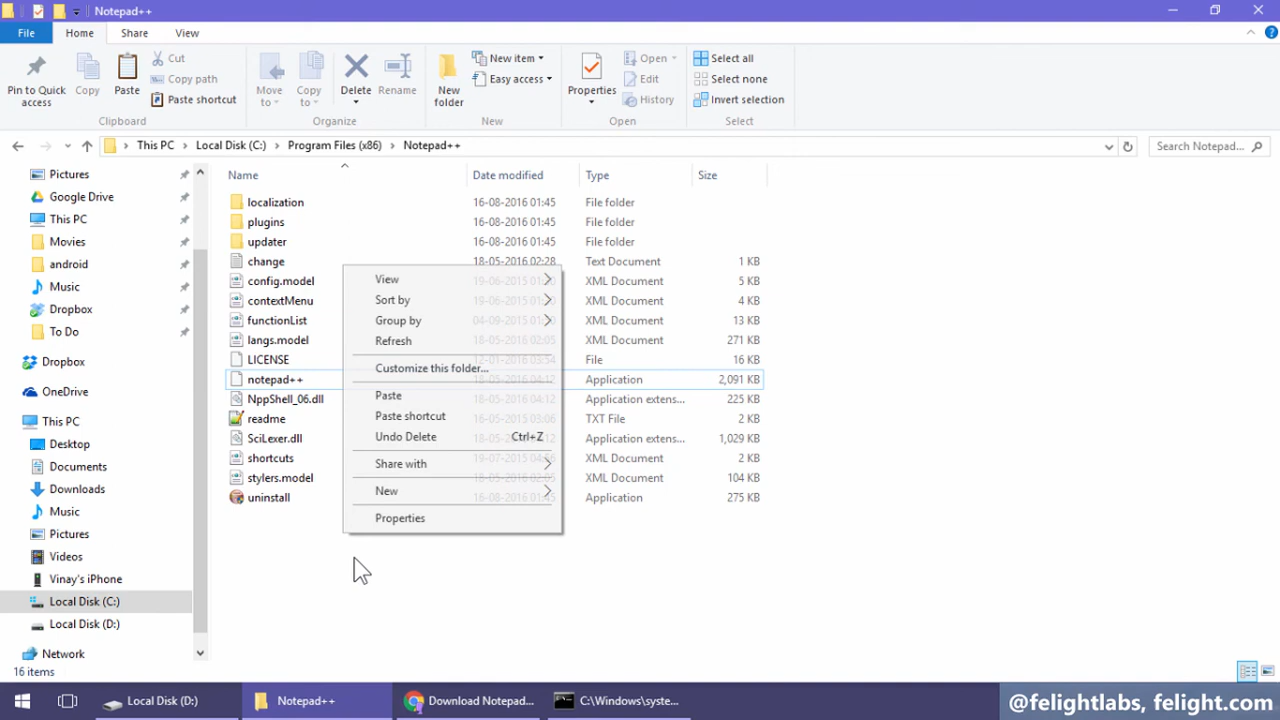 Notepad++
File Home Share View
Pin to Quick access
Copy
Paste
Cut
Copy path
Paste shortcut
Clipboard
Move to
Copy to
Delete
Rename
Organize
New folder
New item
Easy access
New
Properties
Open
Edit
History
Open
Select all
Select none
Invert selection
Select
This PC Local Disk (C:) Program Files (x86) Notepad++
Search Notepad...
Pictures
Google Drive
This PC
Movies
android
Music
Dropbox
To Do
Dropbox
OneDrive
This PC
Desktop
Documents
Downloads
Music
Pictures
Videos
Vinay's iPhone
Local Disk (C:)
Local Disk (D:)
Network
Name Date modified Type Size
localization 16-08-2016 01:45 File folder
plugins 16-08-2016 01:45 File folder
updater 16-08-2016 01:45 File folder
change 18-05-2016 02:28 Text Document 1 KB
config.model XML Document 5 KB
contextMenu XML Document 4 KB
functionList XML Document 13 KB
langs.model XML Document 271 KB
LICENSE File 16 KB
notepad++ Application 2,091 KB
NppShell_06.dll Application extens... 225 KB
readme TXT File 2 KB
SciLexer.dll Application extens... 1,029 KB
shortcuts XML Document 2 KB
stylers.model XML Document 104 KB
uninstall Application 275 KB
View
Sort by
Group by
Refresh
Customize this folder...
Paste
Paste shortcut
Undo Delete Ctrl+Z
Share with
New
Properties
16 items
Local Disk (D:)
Notepad++
Download Notepad...
C:\Windows\syste...
@felightlabs, felight.com